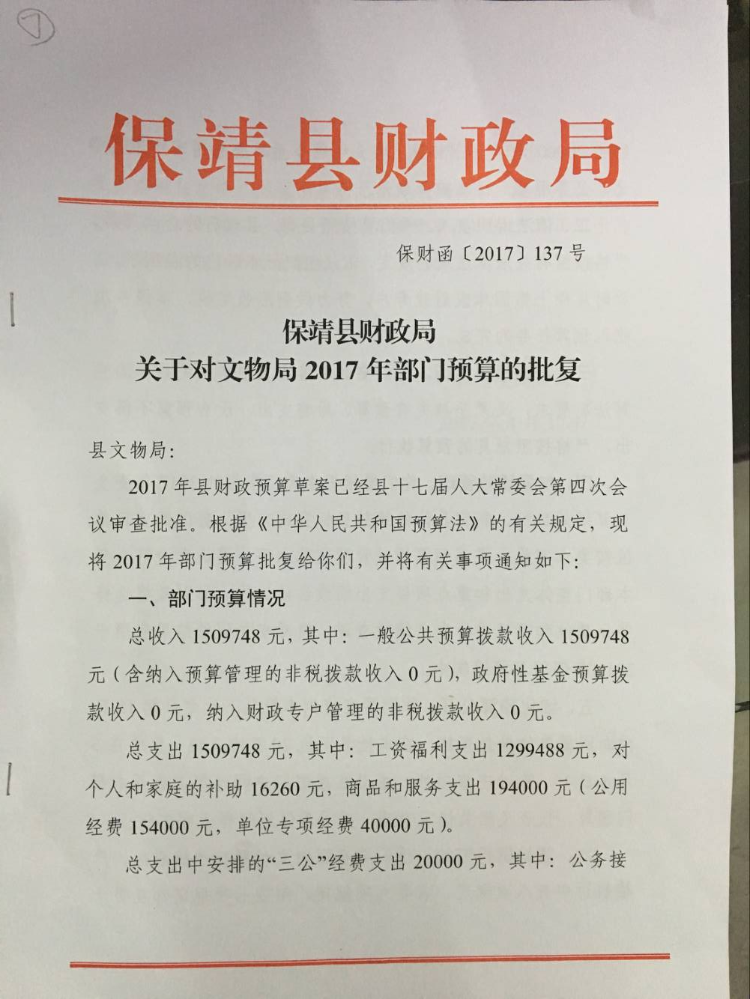 保靖县财政局
保财函〔2017〕137 号
保靖县财政局
关于对文物局 2017 年部门预算的批复
县文物局：
2017 年县财政预算草案已经县十七届人大常委会第四次会
议审查批准。根据《中华人民共和国预算法》的有关规定，现
将 2017 年部门预算批复给你们，并将有关事项通知如下：
一、部门预算情况
总收入 1509748 元，其中：一般公共预算拨款收入 1509748
元（含纳入预算管理的非税拨款收入 0 元），政府性基金预算拨
款收入 0 元，纳入财政专户管理的非税拨款收入 0 元。
总支出 1509748 元，其中：工资福利支出 1299488 元，对
个人和家庭的补助 16260 元，商品和服务支出 194000 元（公用
经费 154000 元，单位专项经费 40000 元）。
总支出中安排的“三公”经费支出 20000 元，其中：公务接